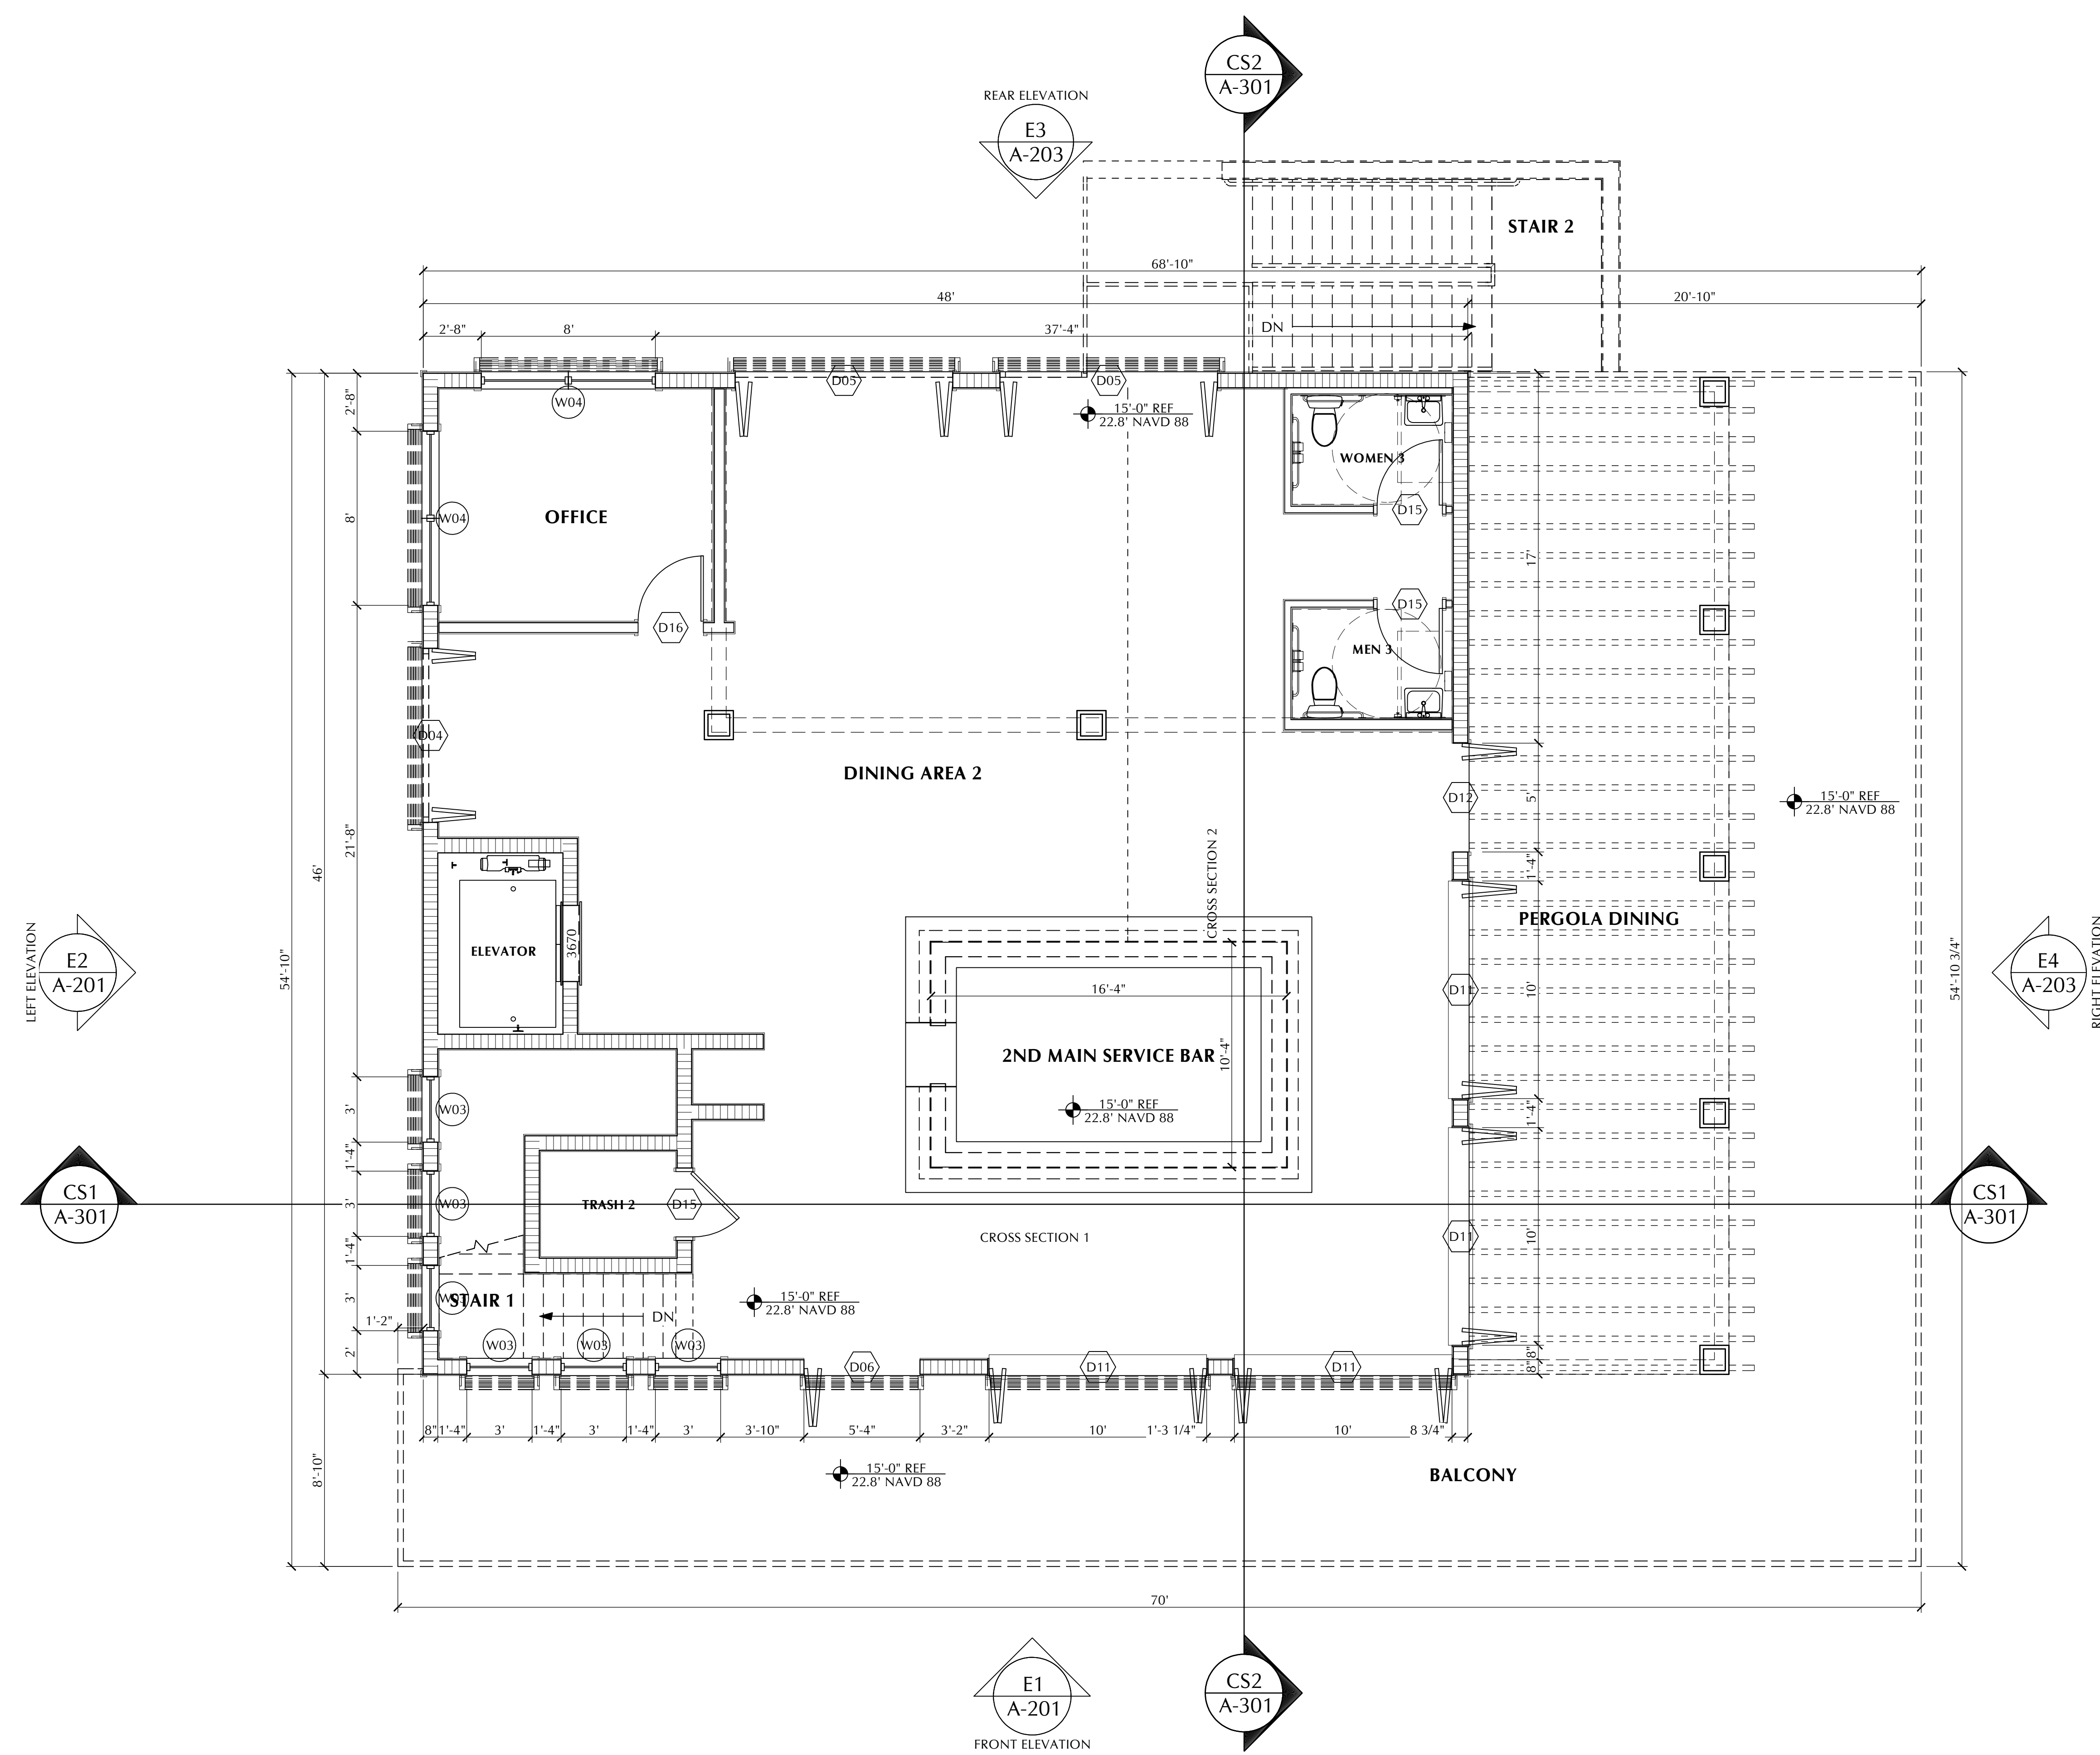 CS2
A-301
REAR ELEVATION
E3
A-203
STAIR 2
68'-10"
48'
20'-10"
2'-8"
8'
37'-4"
DN
D05
D05
W04
15'-0" REF
22.8' NAVD 88
2'-8"
WOMEN 3
OFFICE
W04
8'
D15
17'
D16
D15
MEN 3
D04
DINING AREA 2
D12
5'
15'-0" REF
22.8' NAVD 88
21'-8"
46'
1'-4"
CROSS SECTION 2
PERGOLA DINING
ELEVATOR
3670
LEFT ELEVATION
E2
A-201
54'-10"
16'-4"
D11
10'
54'-10 3/4"
E4
A-203
RIGHT ELEVATION
2ND MAIN SERVICE BAR
10'-4"
15'-0" REF
22.8' NAVD 88
3'
W03
1'-4"
1'-4"
CS1
A-301
3'
W03
TRASH 2
D15
CS1
A-301
CROSS SECTION 1
D11
10'
1'-4"
3'
W03
STAIR 1
15'-0" REF
22.8' NAVD 88
DN
1'-2"
2'
W03
W03
W03
D06
D11
D11
8"
8"
8"
1'-4"
3'
1'-4"
3'
1'-4"
3'
3'-10"
5'-4"
3'-2"
10'
1'-3 1/4"
10'
8 3/4"
8'-10"
15'-0" REF
22.8' NAVD 88
BALCONY
70'
E1
A-201
FRONT ELEVATION
CS2
A-301